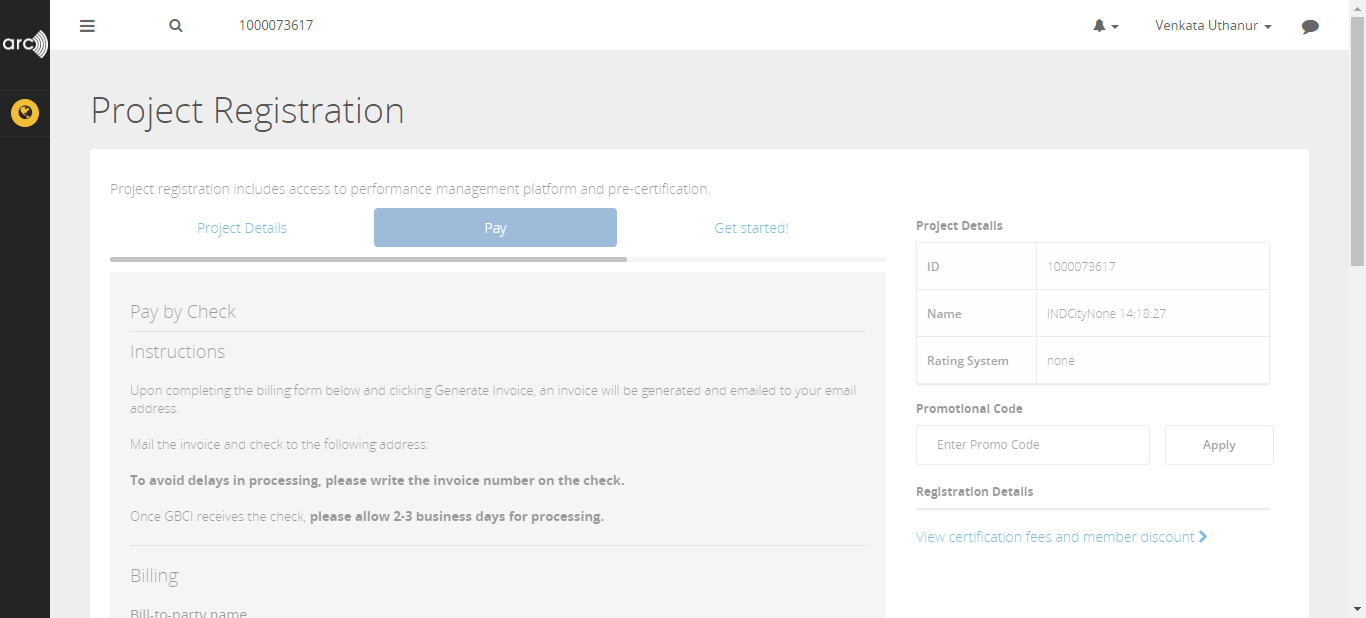 arc
1000073617
Venkata Uthanur
Project Registration
Project registration includes access to performance management platform and pre-certification.
Project Details
Pay
Get started!
Pay by Check
Instructions
Upon completing the billing form below and clicking Generate Invoice, an invoice will be generated and emailed to your email
address.
Mail the invoice and check to the following address:
To avoid delays in processing, please write the invoice number on the check.
Once GBCI receives the check, please allow 2-3 business days for processing.
Billing
Bill-to-party name
Project Details
ID 1000073617
Name INDCityNone 14:18:27
Rating System none
Promotional Code
Enter Promo Code Apply
Registration Details
View certification fees and member discount